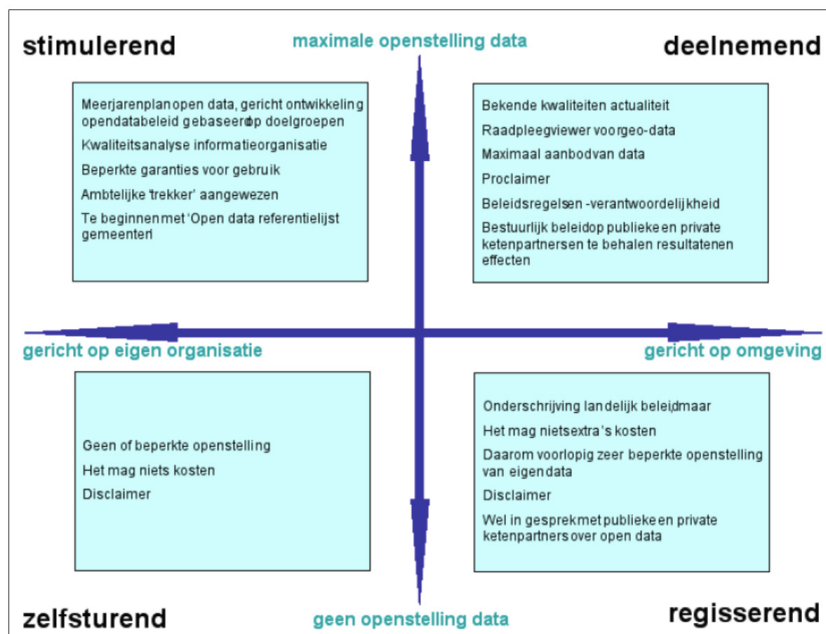 stimulerend
maximale openstelling data
deelnemend
Meerjarenplan open data, gericht ontwikkeling
opendatabeleid gebaseerd op doelgroepen
Kwaliteitsanalyse informatieorganisatie
Beperkte garanties voor gebruik
Ambtelijke 'trekker' aangewezen
Te beginnen met 'Open data referentielijst
gemeenten'
Bekende kwaliteiten actualiteit
Raadpleegviewer voor geo-data
Maximaal aanbod van data
Proclaimer
Beleidsregels en -verantwoordelijkheid
Bestuurlijk beleid op publieke en private
ketenpartners en te behalen resultaten en
effecten
gericht op eigen organisatie
gericht op omgeving
Geen of beperkte openstelling
Het mag niets kosten
Disclaimer
Onderschrijving landelijk beleid, maar
Het mag niets extra's kosten
Daarom voorlopig zeer beperkte openstelling
van eigen data
Disclaimer
Wel in gesprek met publieke en private
ketenpartners over open data
zelfsturend
geen openstelling data
regisserend